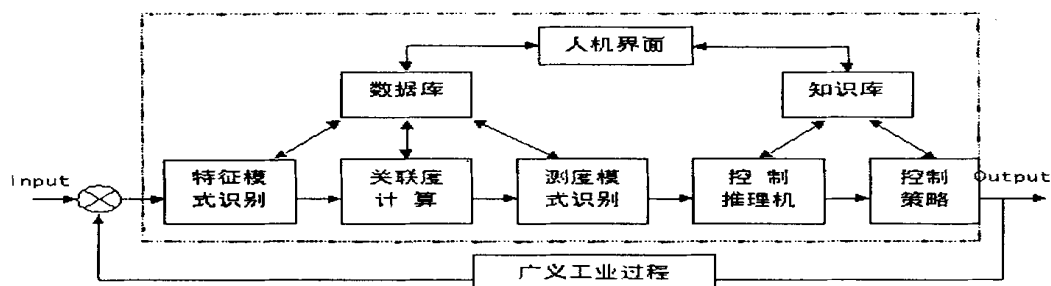 人机界面
数据库
知识库
Input
特征模
式识别
关联度
计 算
测度模
式识别
控 制
推理机
控制
策略
Output
广义工业过程